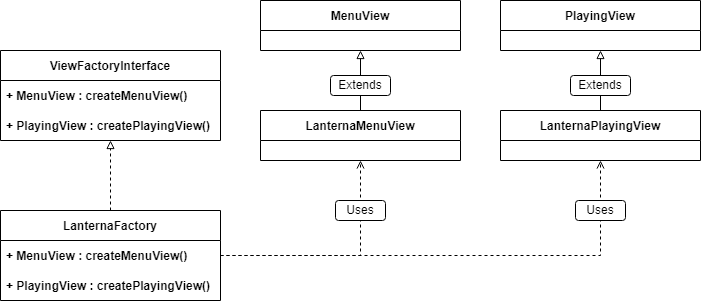 MenuView
PlayingView
ViewFactoryInterface
+ MenuView : createMenuView()
+ PlayingView : createPlayingView()
Extends
Extends
LanternaMenuView
LanternaPlayingView
Uses
Uses
LanternaFactory
+ MenuView : createMenuView()
+ PlayingView : createPlayingView()